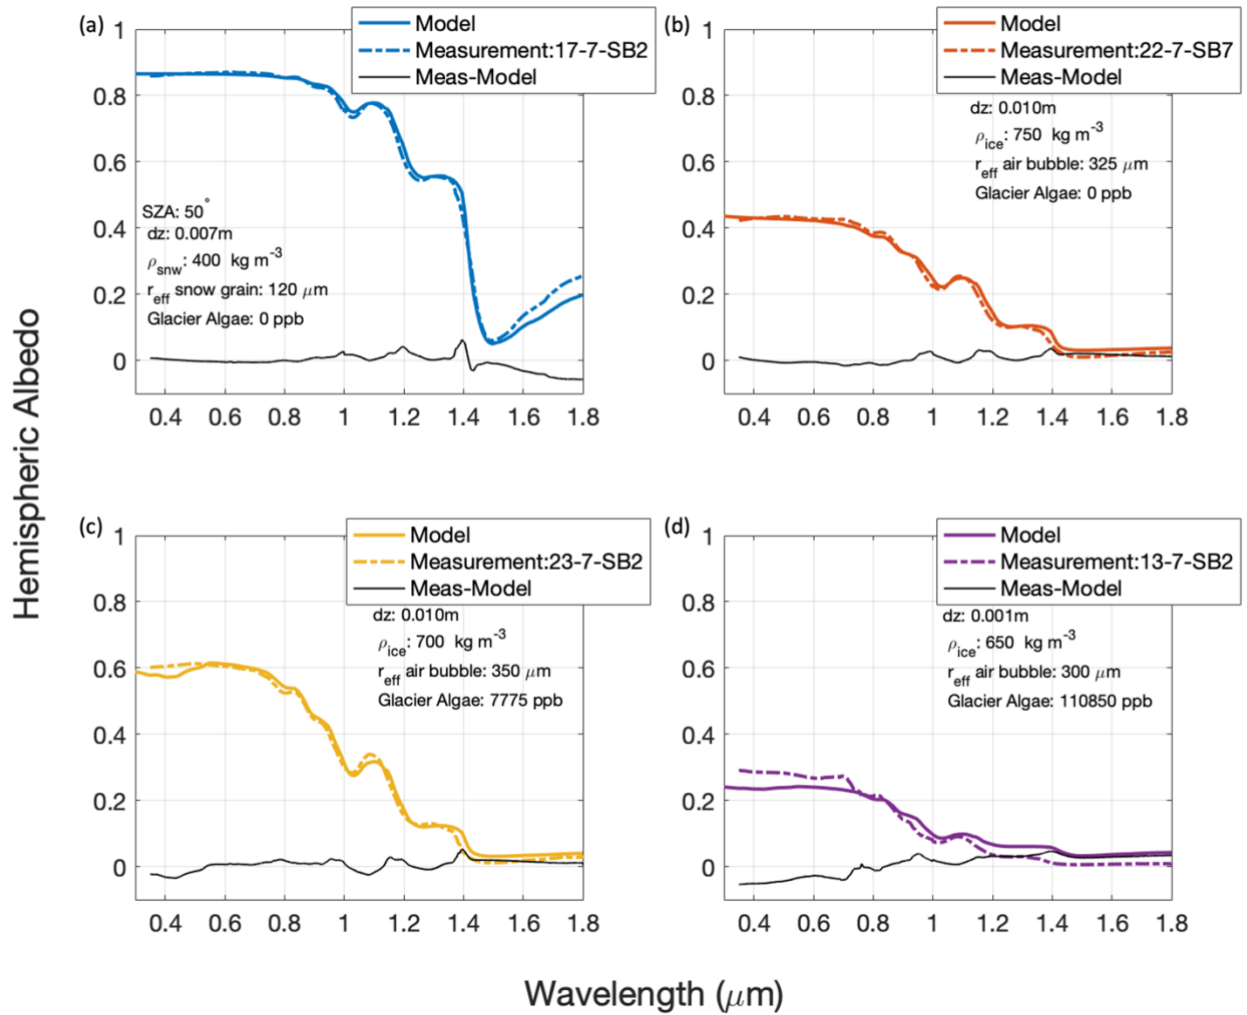 (a)
Model
Measurement:17-7-SB2
Meas-Model
1
0.8
0.6
0.4
0.2
0
SZA: 50°
dz: 0.007m
ρsnw: 400 kg m-3
reff snow grain: 120 μm
Glacier Algae: 0 ppb
0.4 0.6 0.8 1 1.2 1.4 1.6 1.8
(b)
Model
Measurement:22-7-SB7
Meas-Model
1
0.8
0.6
0.4
0.2
0
dz: 0.010m
ρice: 750 kg m-3
reff air bubble: 325 μm
Glacier Algae: 0 ppb
0.4 0.6 0.8 1 1.2 1.4 1.6 1.8
Hemispheric Albedo
(c)
Model
Measurement:23-7-SB2
Meas-Model
1
0.8
0.6
0.4
0.2
0
dz: 0.010m
ρice: 700 kg m-3
reff air bubble: 350 μm
Glacier Algae: 7775 ppb
0.4 0.6 0.8 1 1.2 1.4 1.6 1.8
(d)
Model
Measurement:13-7-SB2
Meas-Model
1
0.8
0.6
0.4
0.2
0
dz: 0.001m
ρice: 650 kg m-3
reff air bubble: 300 μm
Glacier Algae: 110850 ppb
0.4 0.6 0.8 1 1.2 1.4 1.6 1.8
Wavelength (μm)